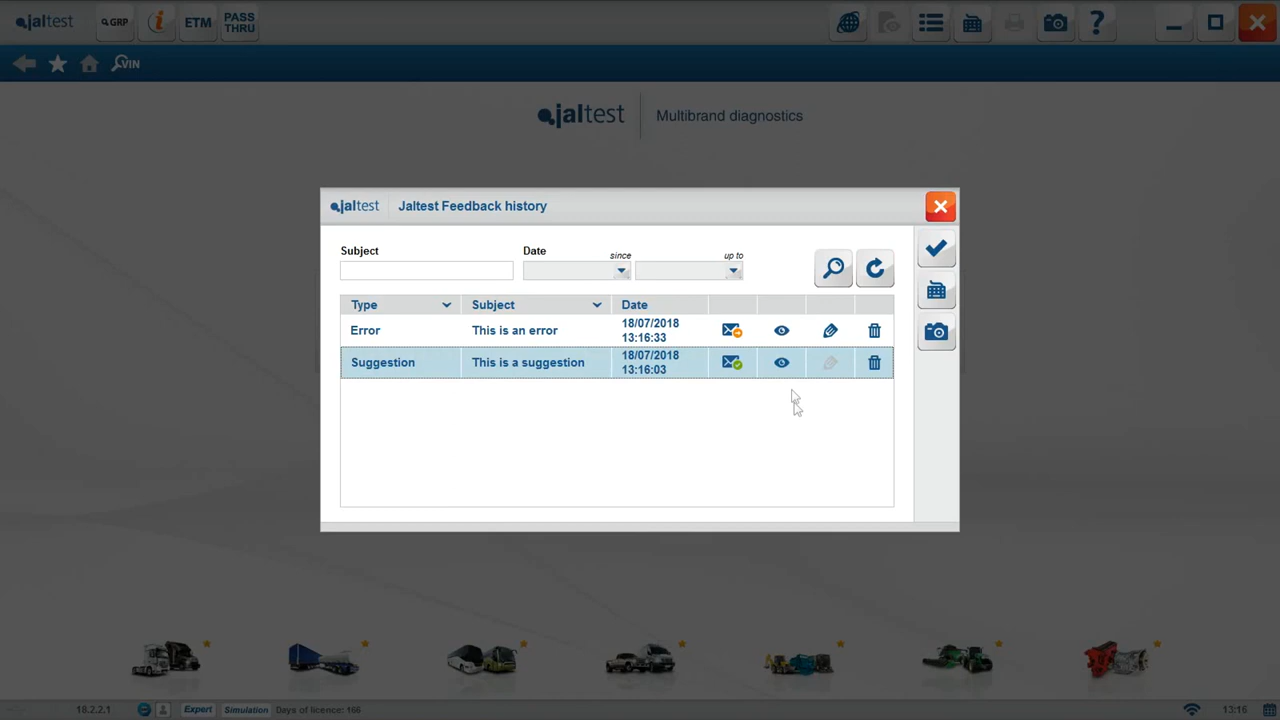 jaltest GRP i ETM PASS THRU ?
VIN
jaltest Multibrand diagnostics
jaltest Jaltest Feedback history
Subject Date since up to
Type Subject Date
Error This is an error 18/07/2018 13:16:33
Suggestion This is a suggestion 18/07/2018 13:16:03
18.2.2.1 Expert Simulation Days of licence: 166 13:16